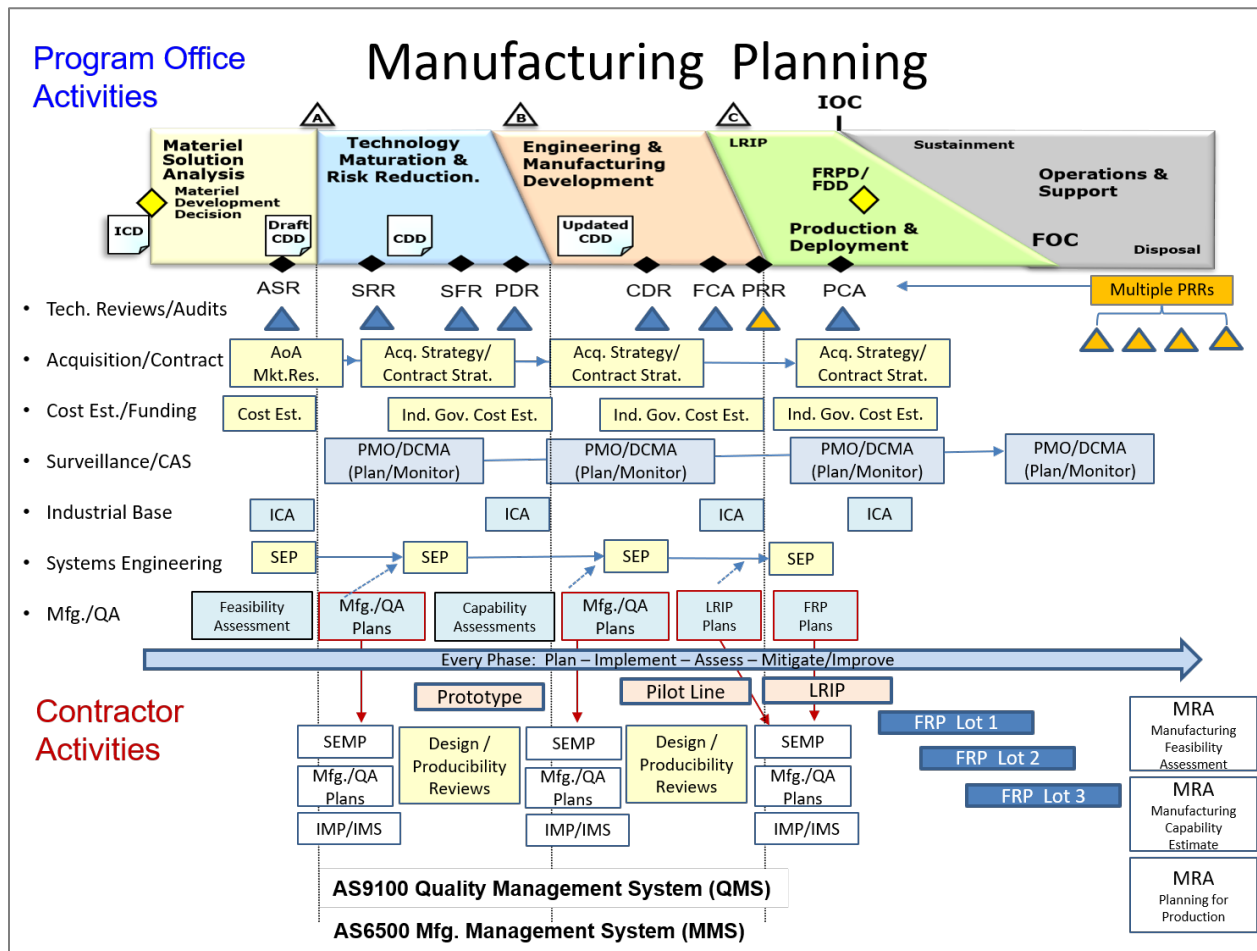 Program Office
Activities
Manufacturing Planning
A
B
C
IOC
Materiel
Solution
Analysis
Materiel
Development
Decision
ICD
Draft
CDD
Technology
Maturation &
Risk Reduction.
CDD
Engineering &
Manufacturing
Development
Updated
CDD
LRIP
FRPD/
FDD
Production &
Deployment
Sustainment
Operations &
Support
FOC
Disposal
ASR
SRR
SFR
PDR
CDR
FCA
PRR
PCA
Multiple PRRs
• Tech. Reviews/Audits
• Acquisition/Contract
AoA
Mkt.Res.
Acq. Strategy/
Contract Strat.
Acq. Strategy/
Contract Strat.
Acq. Strategy/
Contract Strat.
• Cost Est./Funding
Cost Est.
Ind. Gov. Cost Est.
Ind. Gov. Cost Est.
Ind. Gov. Cost Est.
• Surveillance/CAS
PMO/DCMA
(Plan/Monitor)
PMO/DCMA
(Plan/Monitor)
PMO/DCMA
(Plan/Monitor)
PMO/DCMA
(Plan/Monitor)
• Industrial Base
ICA
ICA
ICA
ICA
• Systems Engineering
SEP
SEP
SEP
SEP
• Mfg./QA
Feasibility
Assessment
Mfg./QA
Plans
Capability
Assessments
Mfg./QA
Plans
LRIP
Plans
FRP
Plans
Every Phase: Plan – Implement – Assess – Mitigate/Improve
Contractor
Activities
Prototype
Pilot Line
LRIP
SEMP
Mfg./QA
Plans
IMP/IMS
Design /
Producibility
Reviews
SEMP
Mfg./QA
Plans
IMP/IMS
Design /
Producibility
Reviews
SEMP
Mfg./QA
Plans
IMP/IMS
FRP Lot 1
FRP Lot 2
FRP Lot 3
MRA
Manufacturing
Feasibility
Assessment
MRA
Manufacturing
Capability
Estimate
MRA
Planning for
Production
AS9100 Quality Management System (QMS)
AS6500 Mfg. Management System (MMS)